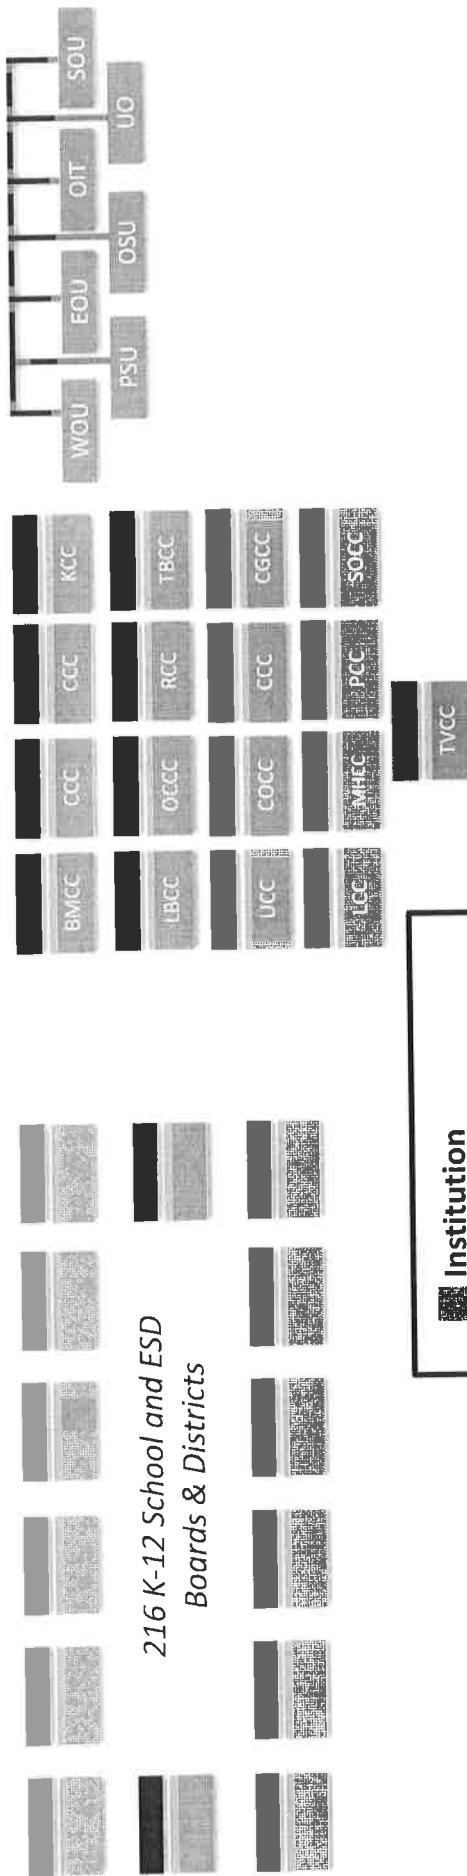 216 K-12 School and ESD
Boards & Districts
BMCC CCC CCC KCC
LBCC OCCC RCC TBCC
UCC COCC CCC CGCC
LCC MHCC PCC SOCC
TVCC
WOU EOU OIT SOU
PSU OSU UO
Institution